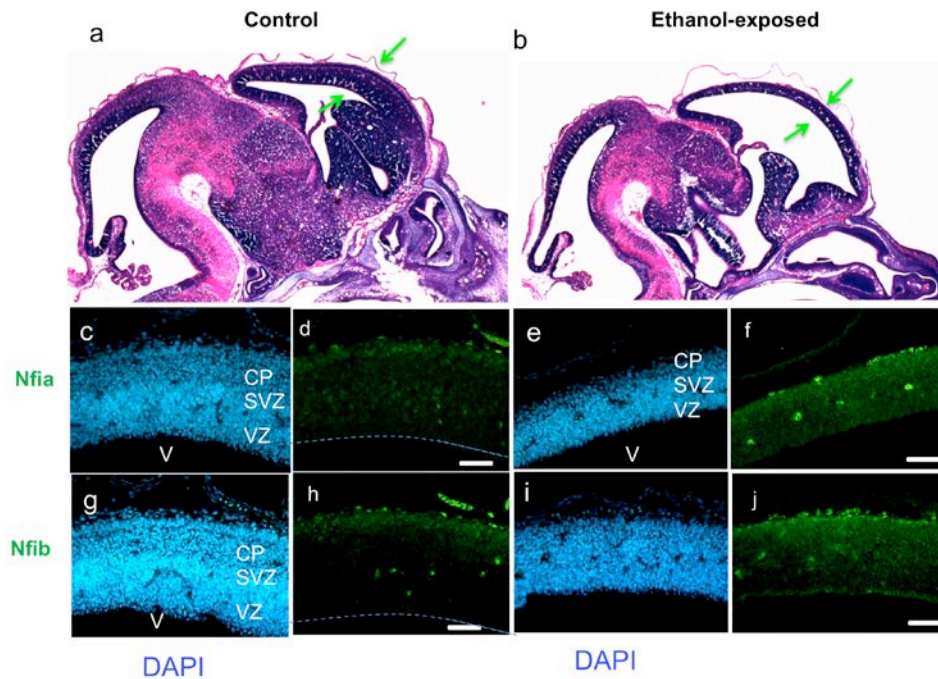 Control
Ethanol-exposed
a
b
c
d
e
f
CP
SVZ
VZ
V
CP
SVZ
VZ
V
Nfia
g
h
i
j
CP
SVZ
VZ
V
Nfib
DAPI
DAPI